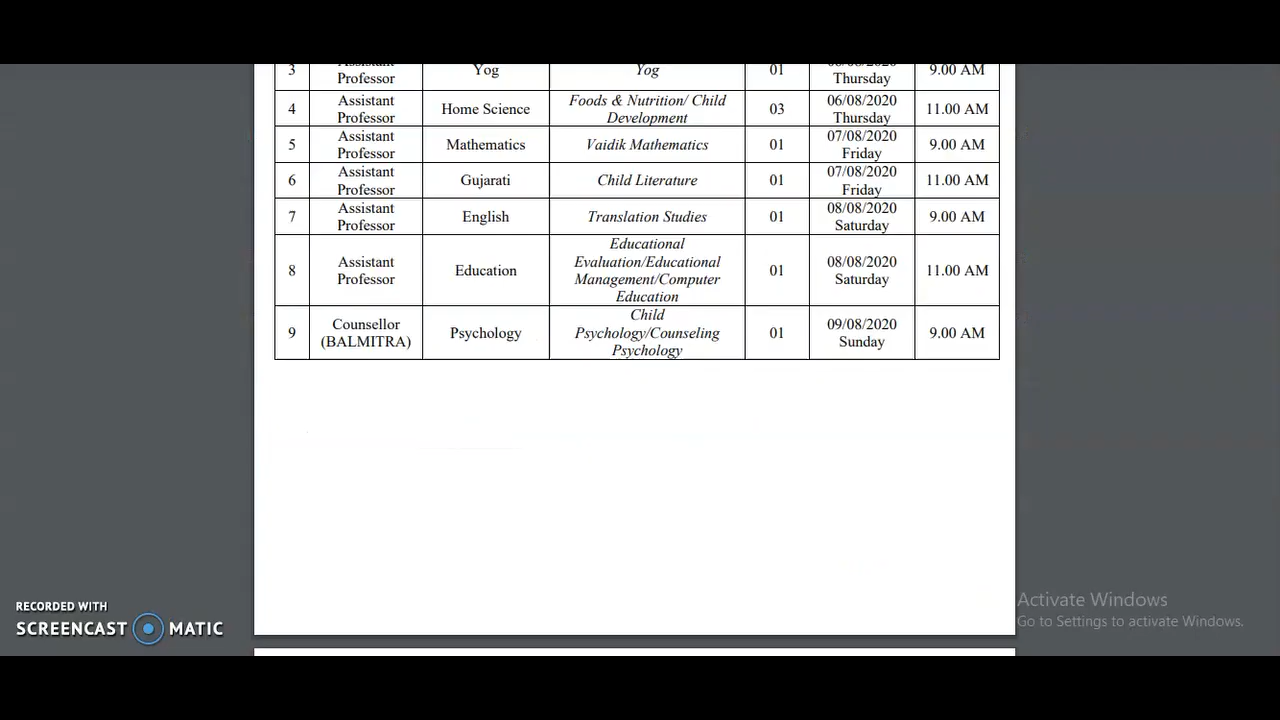 3 Professor Yog Yog 01 Thursday 9.00 AM
4 Assistant Professor Home Science Foods & Nutrition/ Child Development 03 06/08/2020 Thursday 11.00 AM
5 Assistant Professor Mathematics Vaidik Mathematics 01 07/08/2020 Friday 9.00 AM
6 Assistant Professor Gujarati Child Literature 01 07/08/2020 Friday 11.00 AM
7 Assistant Professor English Translation Studies 01 08/08/2020 Saturday 9.00 AM
8 Assistant Professor Education Educational Evaluation/Educational Management/Computer Education 01 08/08/2020 Saturday 11.00 AM
9 Counsellor (BALMITRA) Psychology Child Psychology/Counseling Psychology 01 09/08/2020 Sunday 9.00 AM
RECORDED WITH
SCREENCAST MATIC
Activate Windows
Go to Settings to activate Windows.